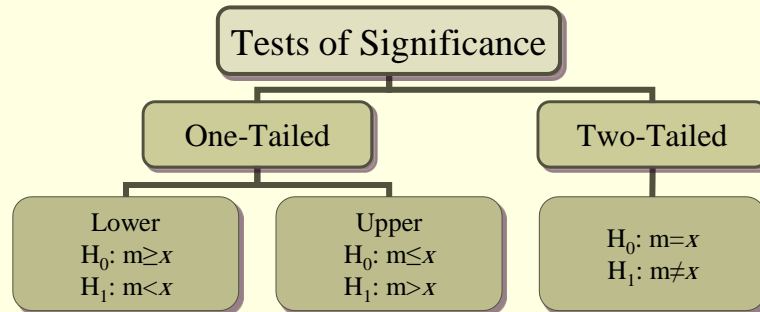 Tests of Significance
One-Tailed
Two-Tailed
Lower
H₀: m≥x
H₁: m<x
Upper
H₀: m≤x
H₁: m>x
H₀: m=x
H₁: m≠x